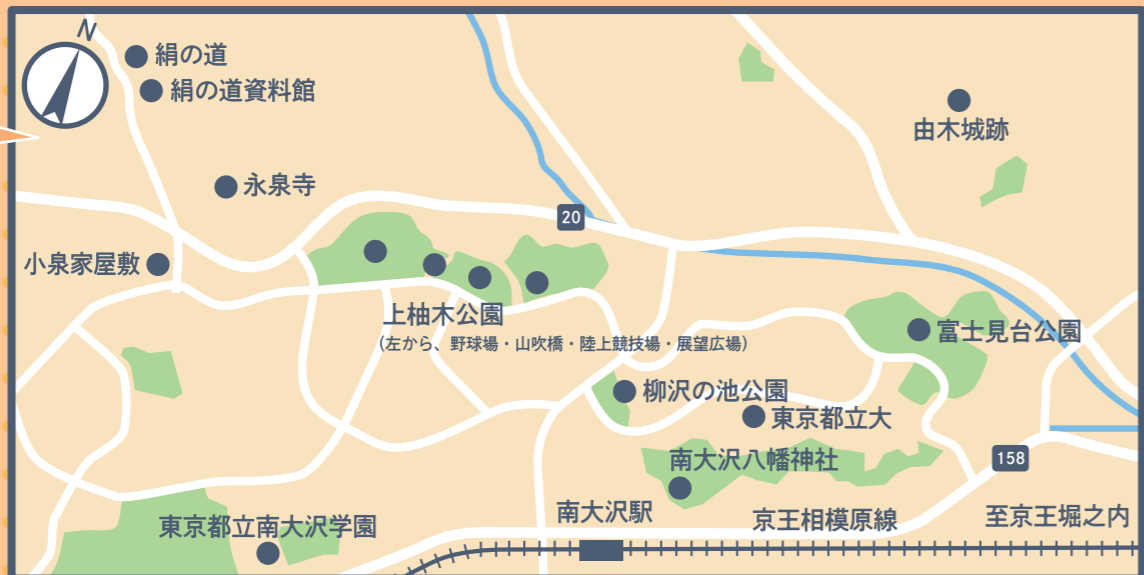 N
絹の道
絹の道資料館
由木城跡
永泉寺
20
小泉家屋敷
上柚木公園
(左から、野球場・山吹橋・陸上競技場・展望広場)
富士見台公園
柳沢の池公園
東京都立大
南大沢八幡神社
158
南大沢駅
京王相模原線
至京王堀之内
東京都立南大沢学園